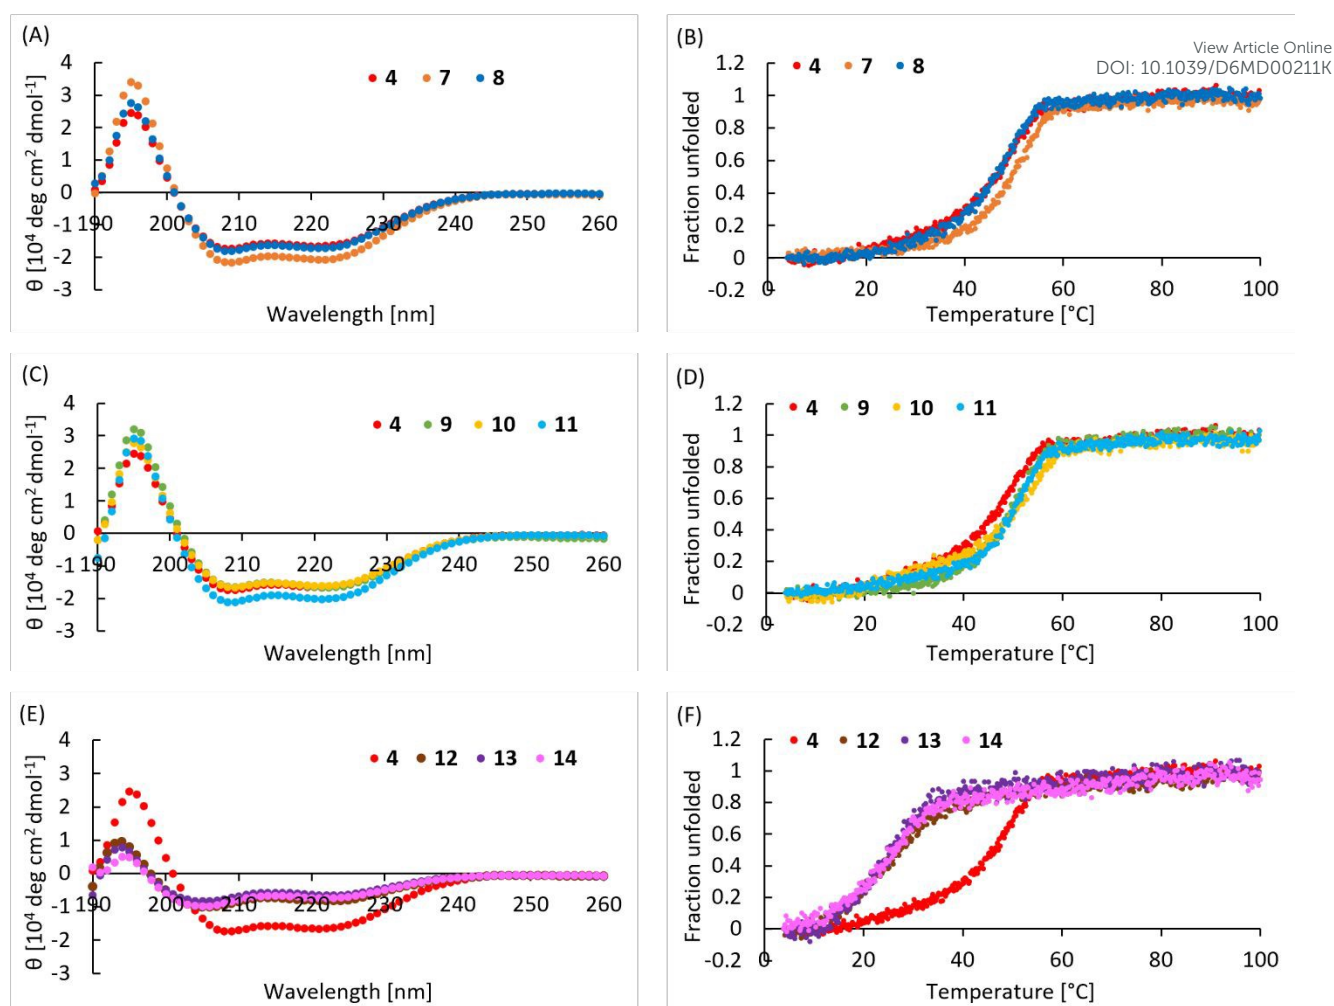 View Article Online
DOI: 10.1039/D6MD00211K
(A)
4 7 8
4
3
2
1
0
-1
-2
-3
190 200 210 220 230 240 250 260
θ [10⁴ deg cm² dmol⁻¹]
Wavelength [nm]
(B)
4 7 8
1.2
1
0.8
0.6
0.4
0.2
0
-0.2
0 20 40 60 80 100
Fraction unfolded
Temperature [°C]
(C)
4 9 10 11
4
3
2
1
0
-1
-2
-3
190 200 210 220 230 240 250 260
θ [10⁴ deg cm² dmol⁻¹]
Wavelength [nm]
(D)
4 9 10 11
1.2
1
0.8
0.6
0.4
0.2
0
-0.2
0 20 40 60 80 100
Fraction unfolded
Temperature [°C]
(E)
4 12 13 14
4
3
2
1
0
-1
-2
-3
190 200 210 220 230 240 250 260
θ [10⁴ deg cm² dmol⁻¹]
Wavelength [nm]
(F)
4 12 13 14
1.2
1
0.8
0.6
0.4
0.2
0
-0.2
0 20 40 60 80 100
Fraction unfolded
Temperature [°C]